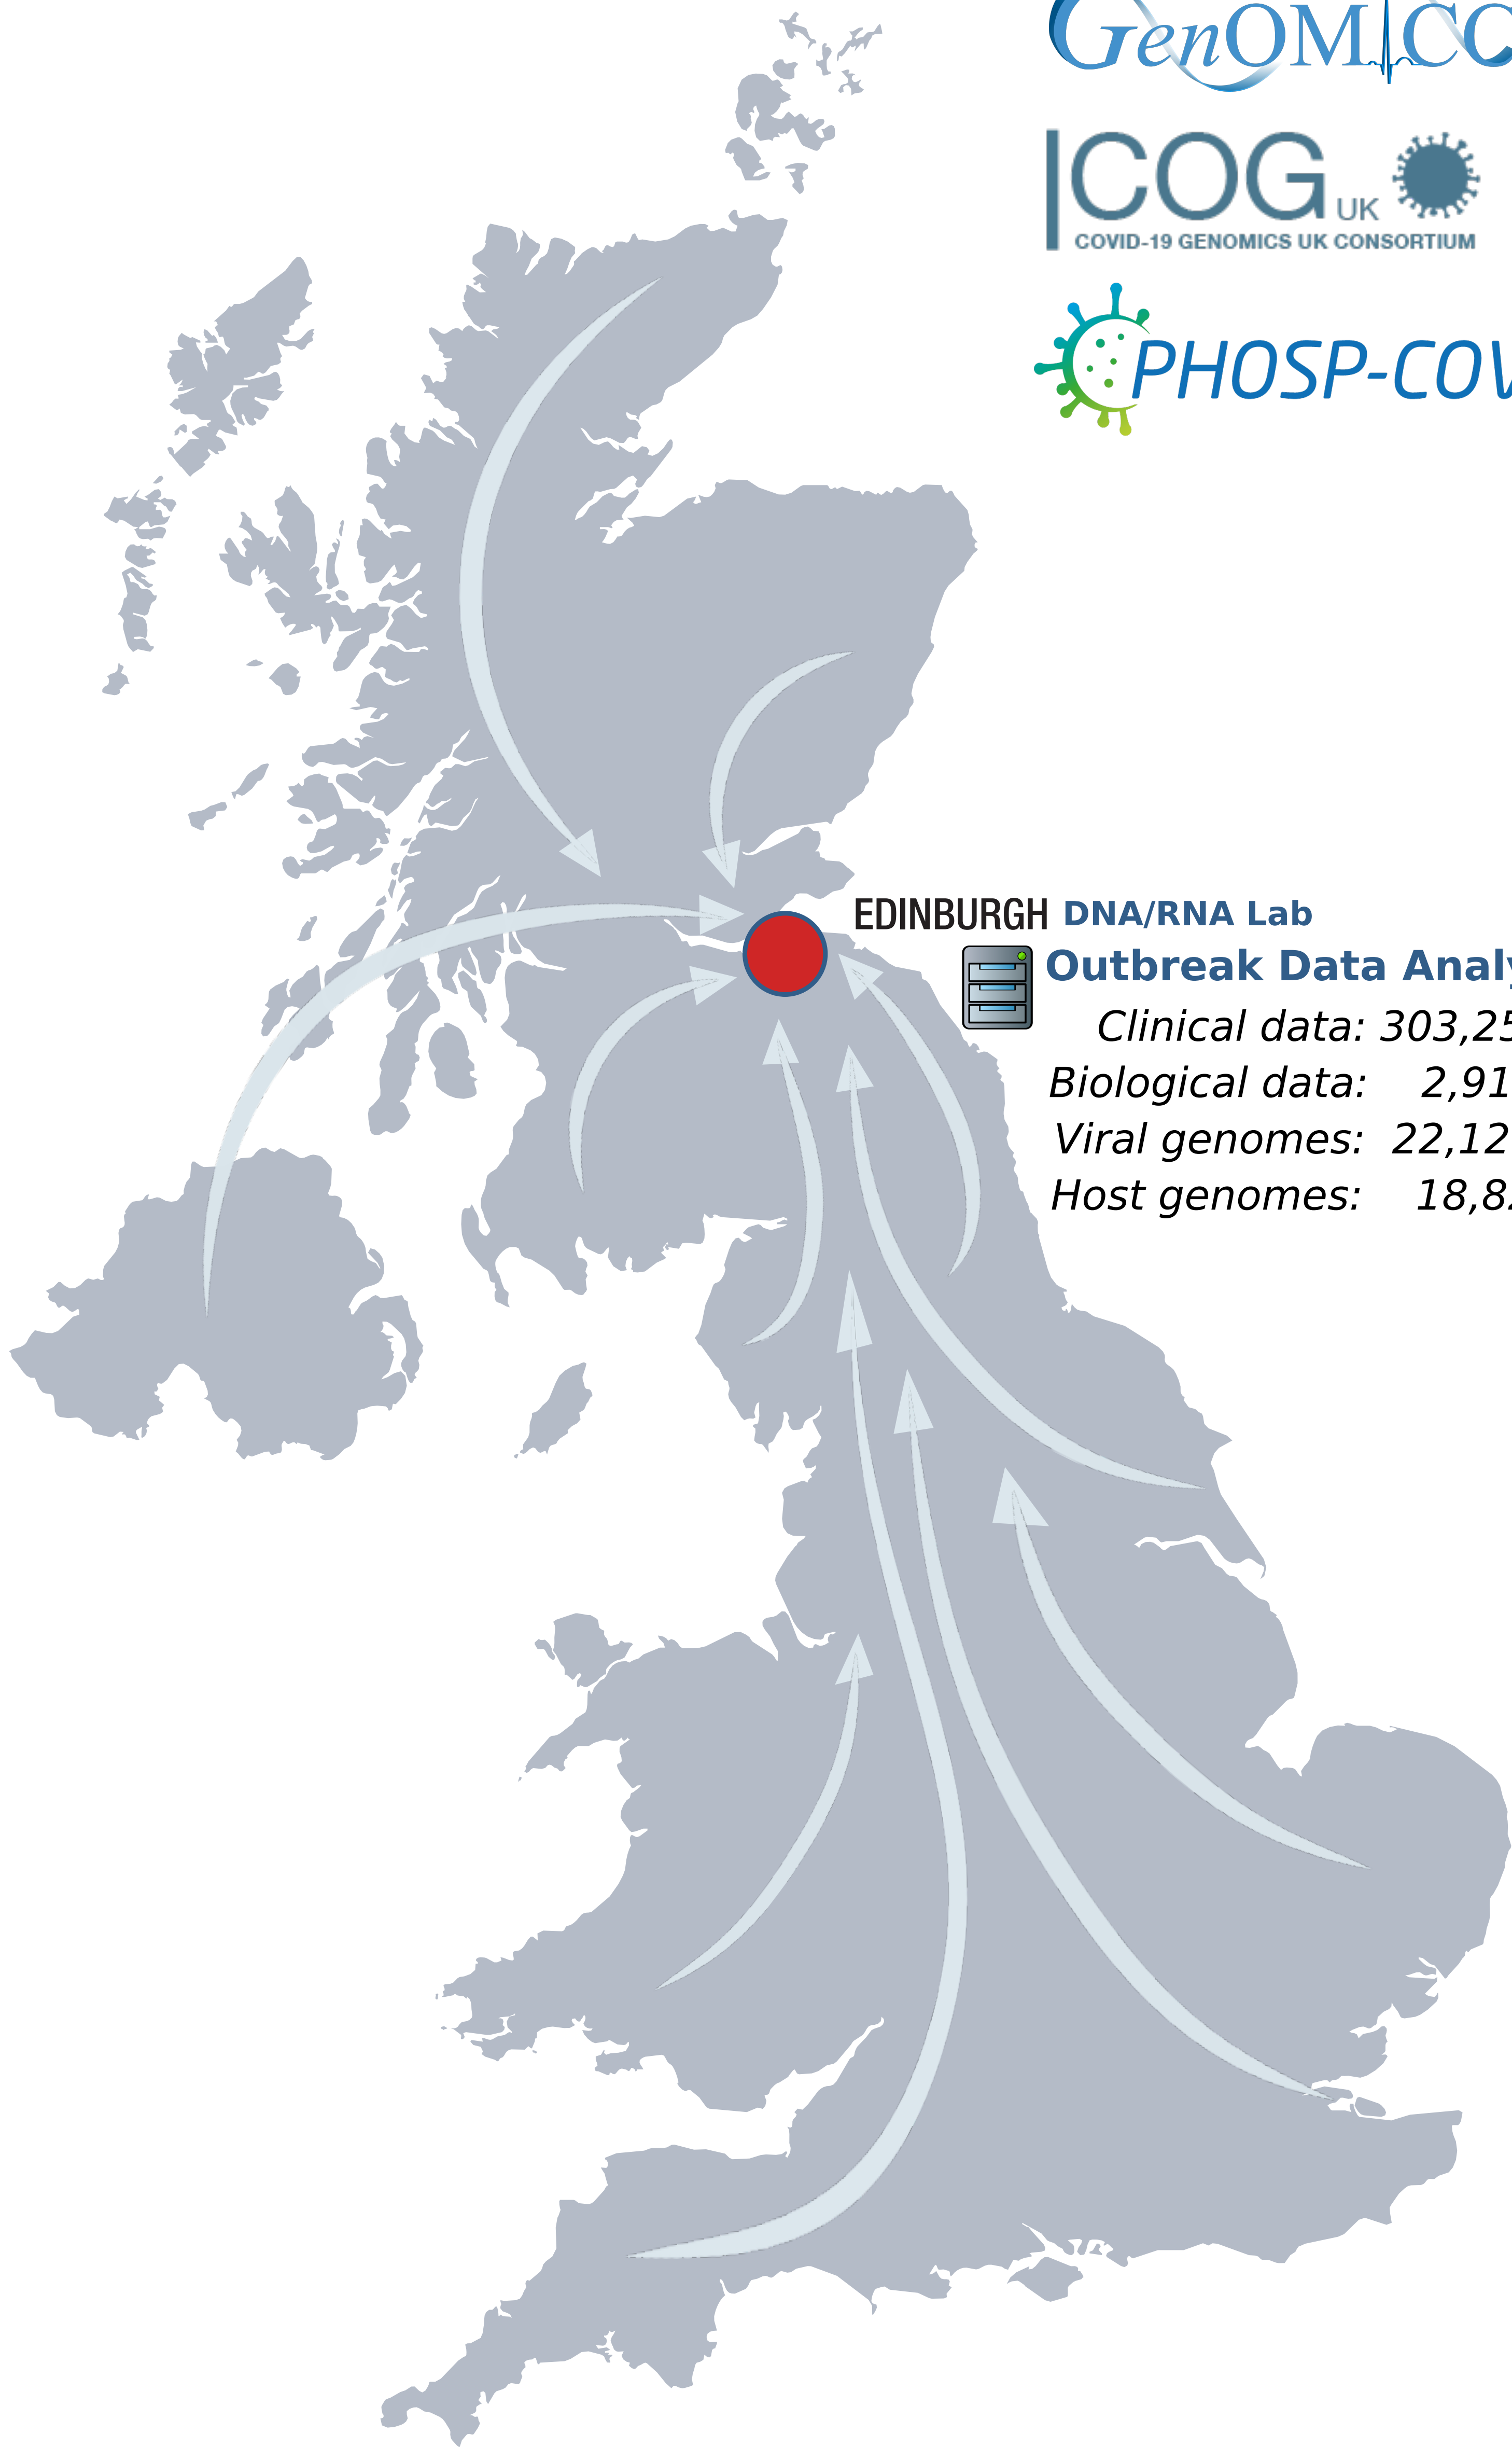 GenOMICC
COG UK
COVID-19 GENOMICS UK CONSORTIUM
PHOSP-COV
EDINBURGH DNA/RNA Lab
Outbreak Data Analy
Clinical data: 303,25
Biological data: 2,91
Viral genomes: 22,12
Host genomes: 18,82